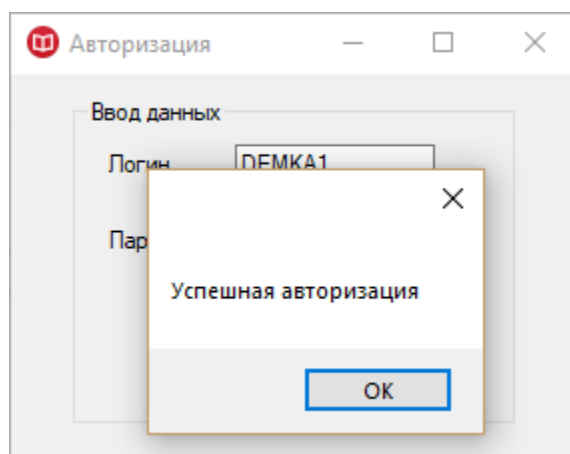 Авторизация
Ввод данных
Логин DEMKA1
Пар
Успешная авторизация
OK